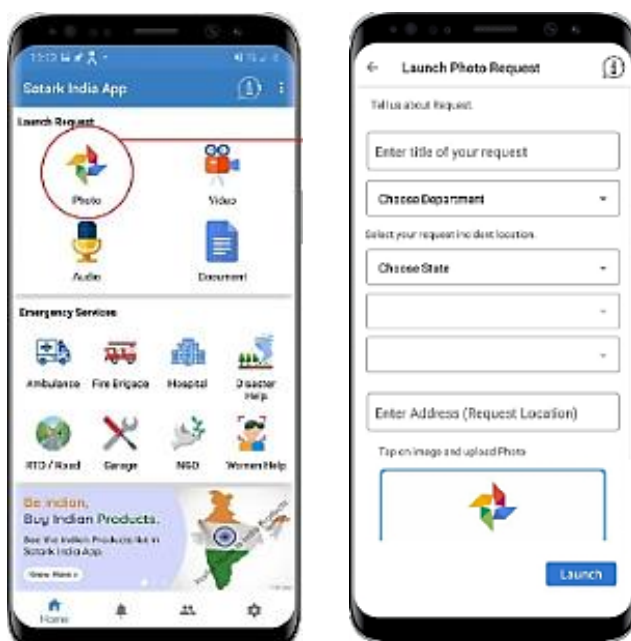 Satark India App
Launch Request
Photo
Video
Audio
Document
Emergency Services
Ambulance
Fire Brigade
Hospital
Disaster
Help
RTO / Road
Garage
NGO
Women Help
Be Indian,
Buy Indian Products.
See the Indian Products list in
Satark India App
Know More >
Home
Launch Photo Request
Tell us about Request.
Enter title of your request
Choose Department
Select your request incident location.
Choose State
Enter Address (Request Location)
Tap on image and upload Photo
Launch